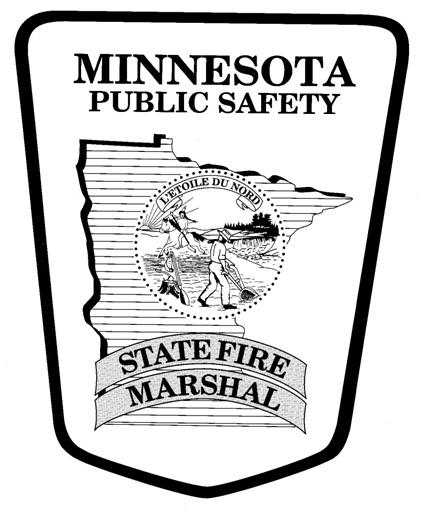 MINNESOTA
PUBLIC SAFETY
L'ETOILE DU NORD
STATE FIRE
MARSHAL